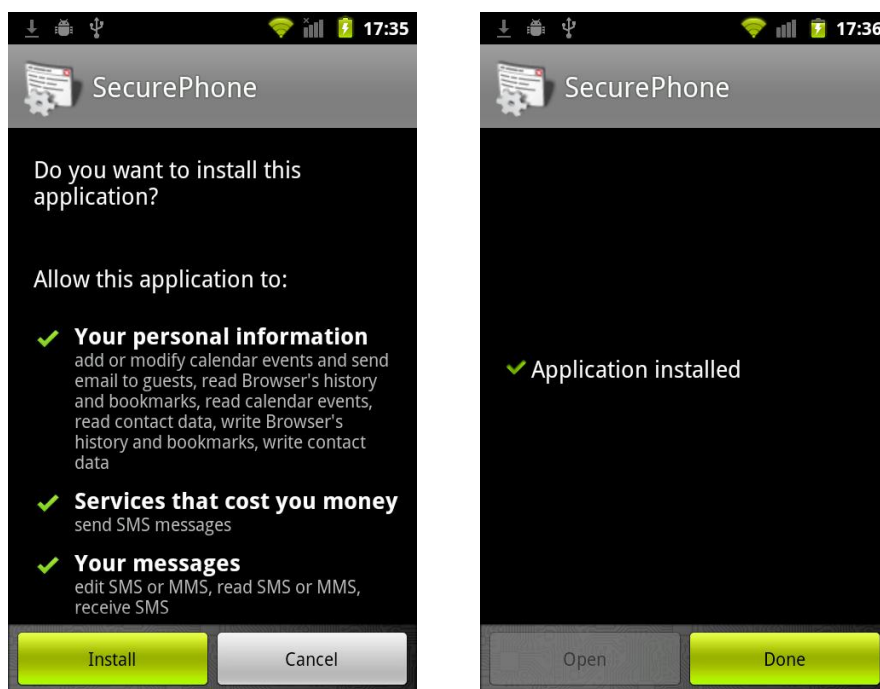 17:35
SecurePhone
Do you want to install this
application?
Allow this application to:
Your personal information
add or modify calendar events and send
email to guests, read Browser's history
and bookmarks, read calendar events,
read contact data, write Browser's
history and bookmarks, write contact
data
Services that cost you money
send SMS messages
Your messages
edit SMS or MMS, read SMS or MMS,
receive SMS
Install Cancel
17:36
SecurePhone
Application installed
Open Done